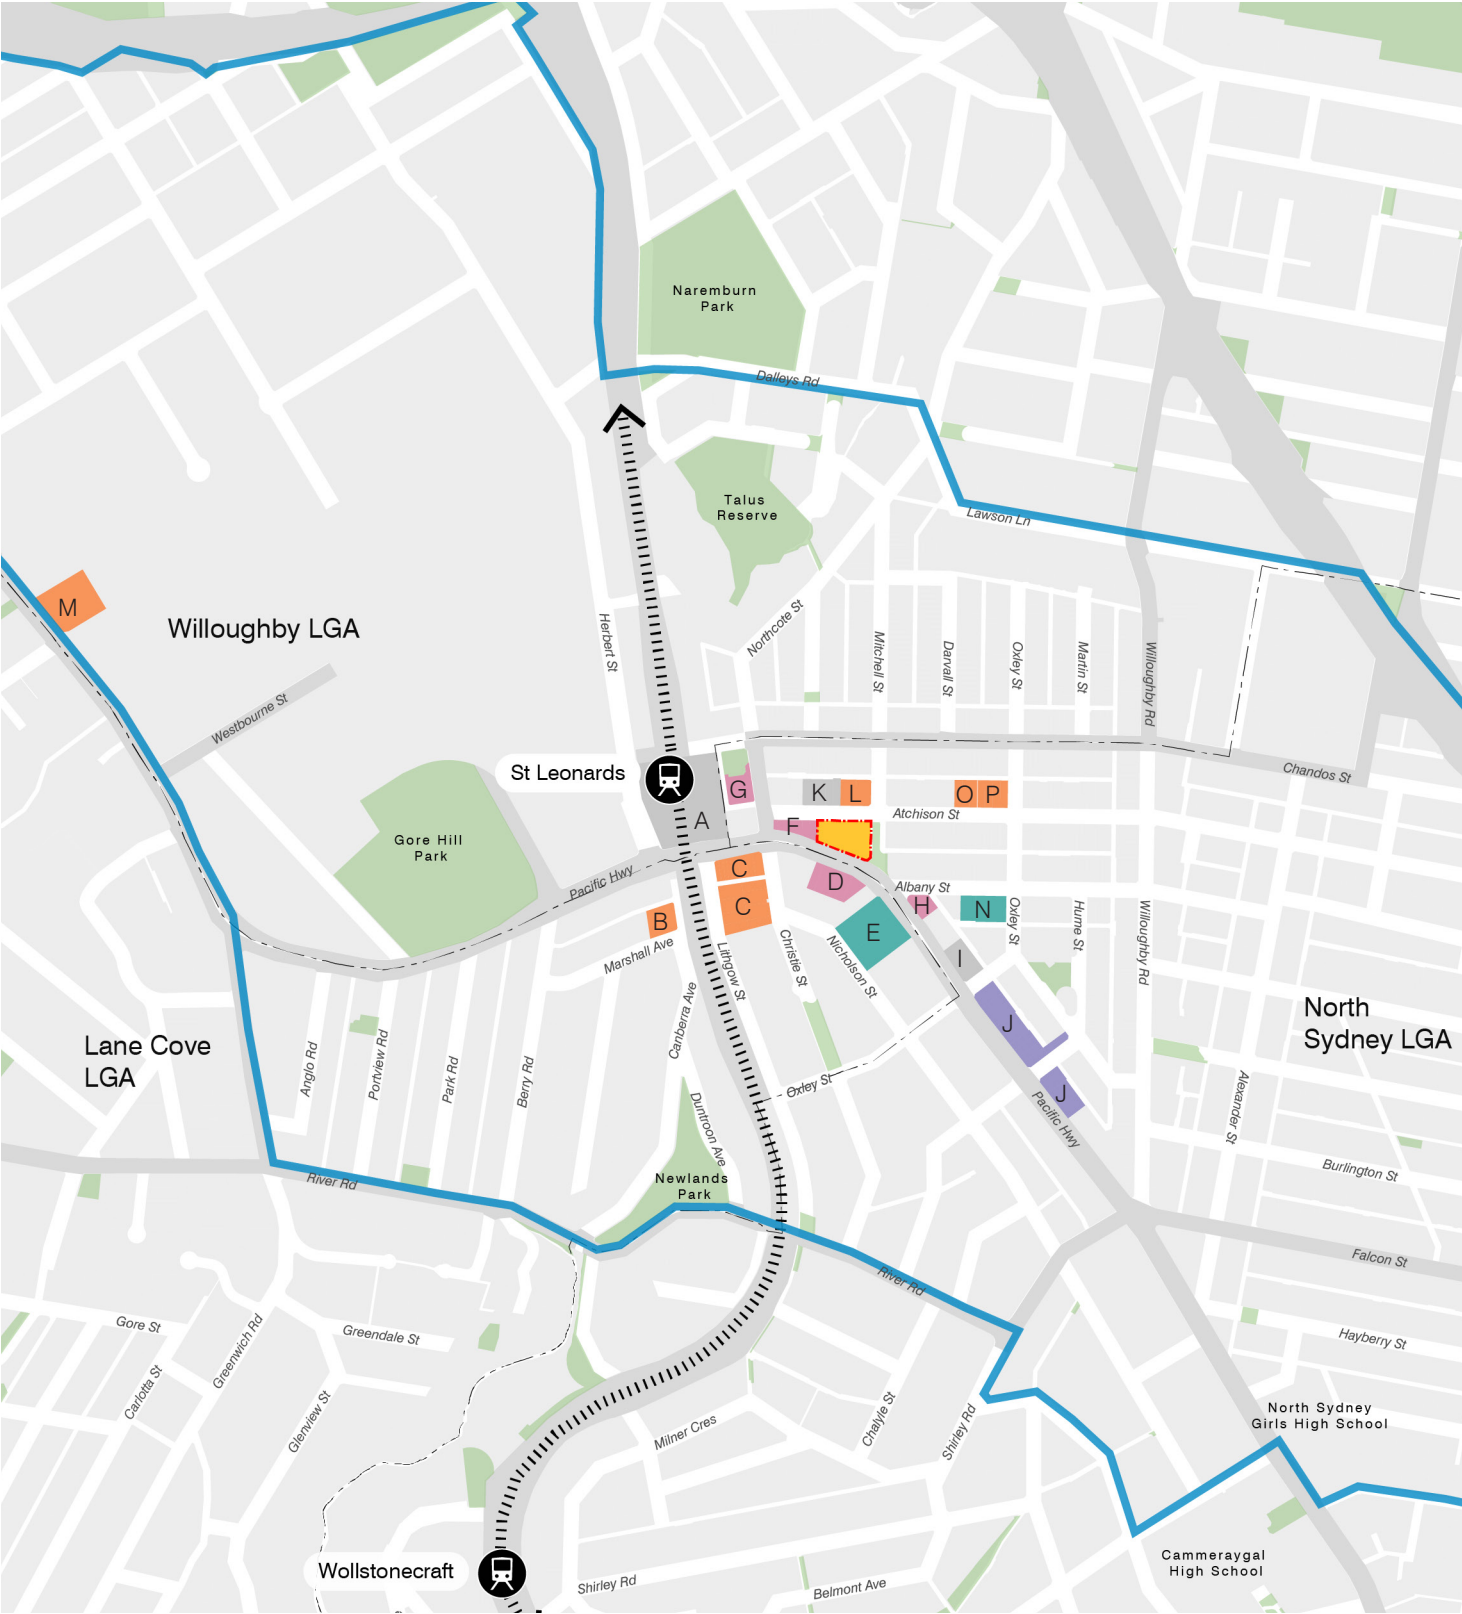 Naremburn
Park
Dalleys Rd
Talus
Reserve
Lawson Ln
M
Willoughby LGA
Herbert St
Northcote St
Mitchell St
Darvall St
Oxley St
Martin St
Willoughby Rd
Westbourne St
St Leonards
Chandos St
G
K
L
O
P
Atchison St
A
F
Gore Hill
Park
Pacific Hwy
C
D
Albany St
B
C
H
N
Oxley St
Hume St
Willoughby Rd
E
Marshall Ave
Lithgow St
Christie St
Nicholson St
I
Canberra Ave
J
North
Sydney LGA
Lane Cove
LGA
Anglo Rd
Portview Rd
Park Rd
Berry Rd
Oxley St
J
Pacific Hwy
Alexander St
Duntroon Ave
Burlington St
River Rd
Newlands
Park
River Rd
Falcon St
Gore St
Greenwich Rd
Greendale St
Hayberry St
Carlotta St
Glenview St
Milner Cres
Chalyle St
Shirley Rd
North Sydney
Girls High School
Wollstonecraft
Shirley Rd
Belmont Ave
Cammeraygal
High School